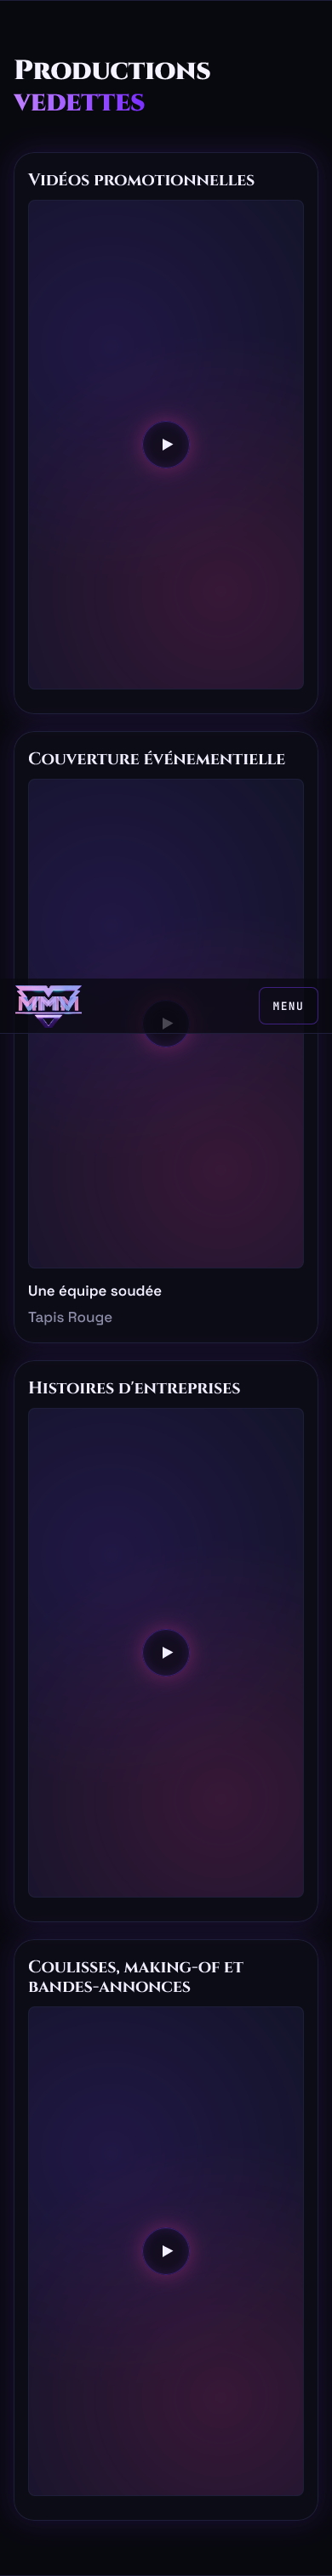 Productions
vedettes
Vidéos promotionnelles
Couverture événementielle
MMM
MENU
Une équipe soudée
Tapis Rouge
Histoires d'entreprises
Coulisses, making-of et
bandes-annonces